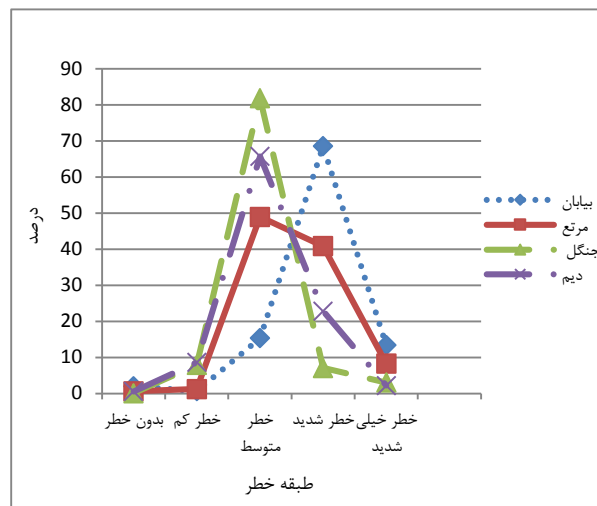 90
80
70
60
50
40
30
20
10
0
درصد
بدون خطر
خطر کم
خطر
متوسط
خطر شدید
خطر خیلی
شدید
طبقه خطر
بیابان
مرتع
جنگل
دیم